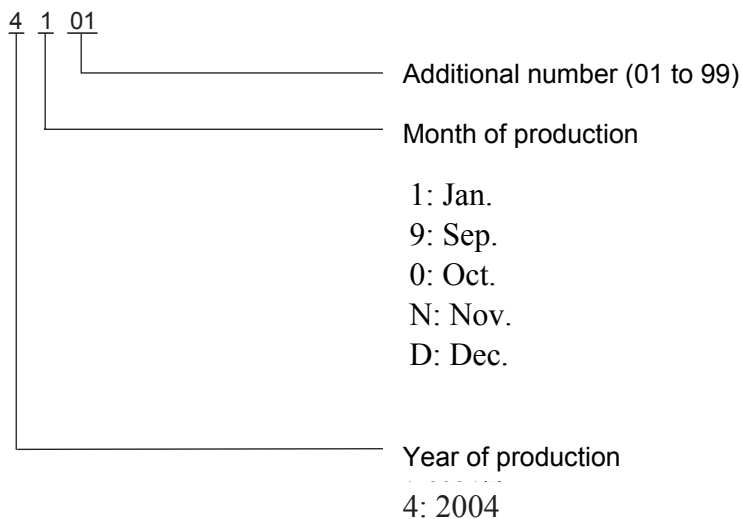 4 1 01
Additional number (01 to 99)
Month of production
1: Jan.
9: Sep.
0: Oct.
N: Nov.
D: Dec.
Year of production
4: 2004